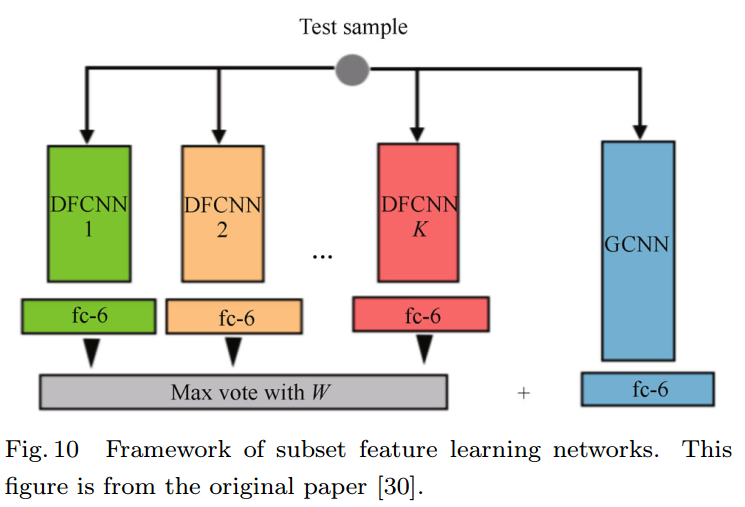 Test sample
DFCNN
1
DFCNN
2
...
DFCNN
K
GCNN
fc-6
fc-6
fc-6
fc-6
Max vote with W
+
Fig. 10 Framework of subset feature learning networks. This
figure is from the original paper [30].